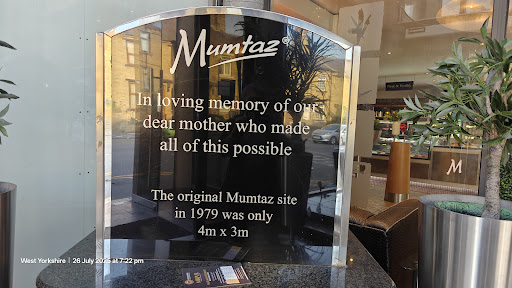 Mumtaz®
In loving memory of our
dear mother who made
all of this possible
The original Mumtaz site
in 1979 was only
4m x 3m
M
West Yorkshire | 26 July 2025 at 7:22 pm